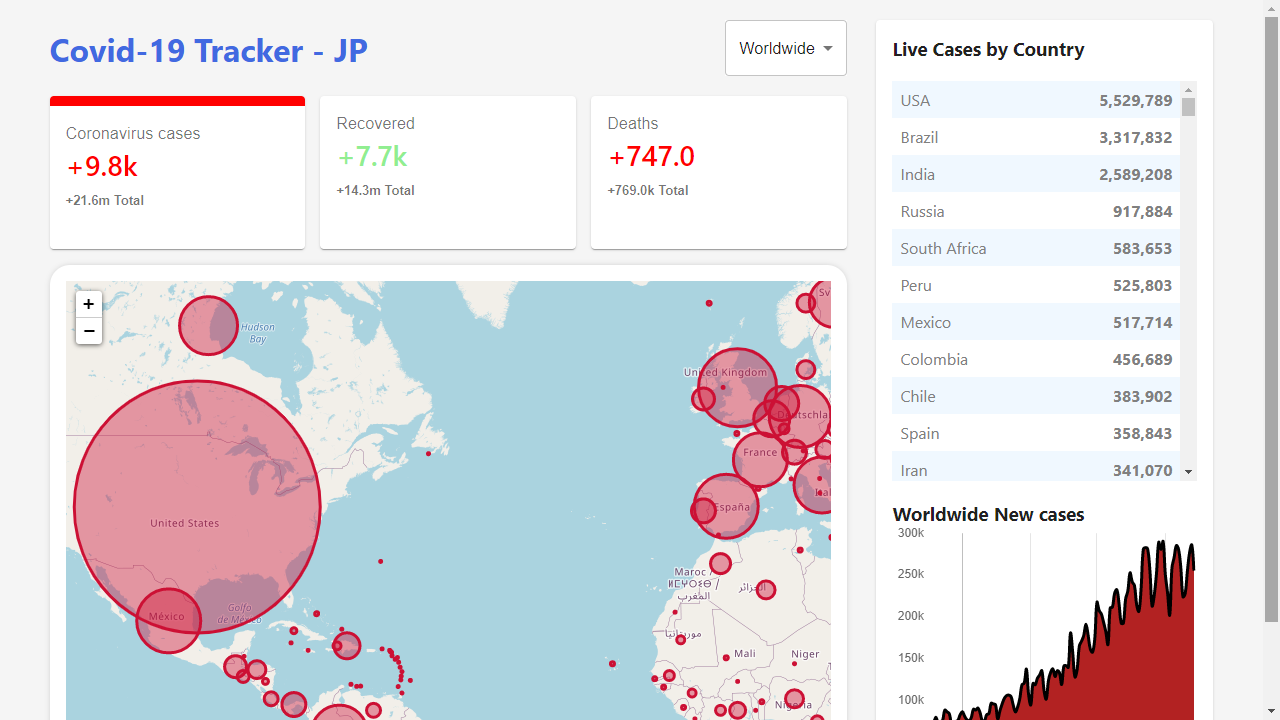 Covid-19 Tracker - JP
Worldwide
Coronavirus cases
+9.8k
+21.6m Total
Recovered
+7.7k
+14.3m Total
Deaths
+747.0
+769.0k Total
+
−
Hudson
Bay
United States
México
Golfo
de México
United Kingdom
Deutschland
France
España
Maroc /
ⵍⵎⵖⵔⵉⴱ /
المغرب
الجزائر
موريتانيا
Mali
Niger
Nigeria
Live Cases by Country
USA 5,529,789
Brazil 3,317,832
India 2,589,208
Russia 917,884
South Africa 583,653
Peru 525,803
Mexico 517,714
Colombia 456,689
Chile 383,902
Spain 358,843
Iran 341,070
Worldwide New cases
300k
250k
200k
150k
100k